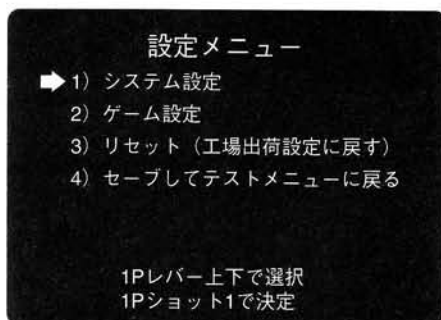 設定メニュー
1) システム設定
2) ゲーム設定
3) リセット（工場出荷設定に戻す）
4) セーブしてテストメニューに戻る
1Pレバー上下で選択
1Pショット1で決定